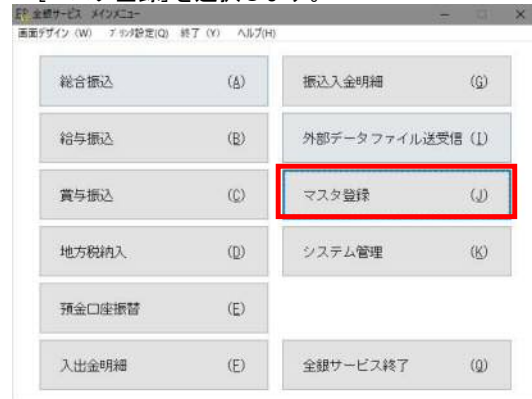 全銀サービス メインメニュー
画面デザイン (W) プリンタ設定(Q) 終了 (Y) ヘルプ(H)
総合振込 (A)
振込入金明細 (G)
給与振込 (B)
外部データファイル送受信 (I)
賞与振込 (C)
マスタ登録 (J)
地方税納入 (D)
システム管理 (K)
預金口座振替 (E)
入出金明細 (F)
全銀サービス終了 (Q)